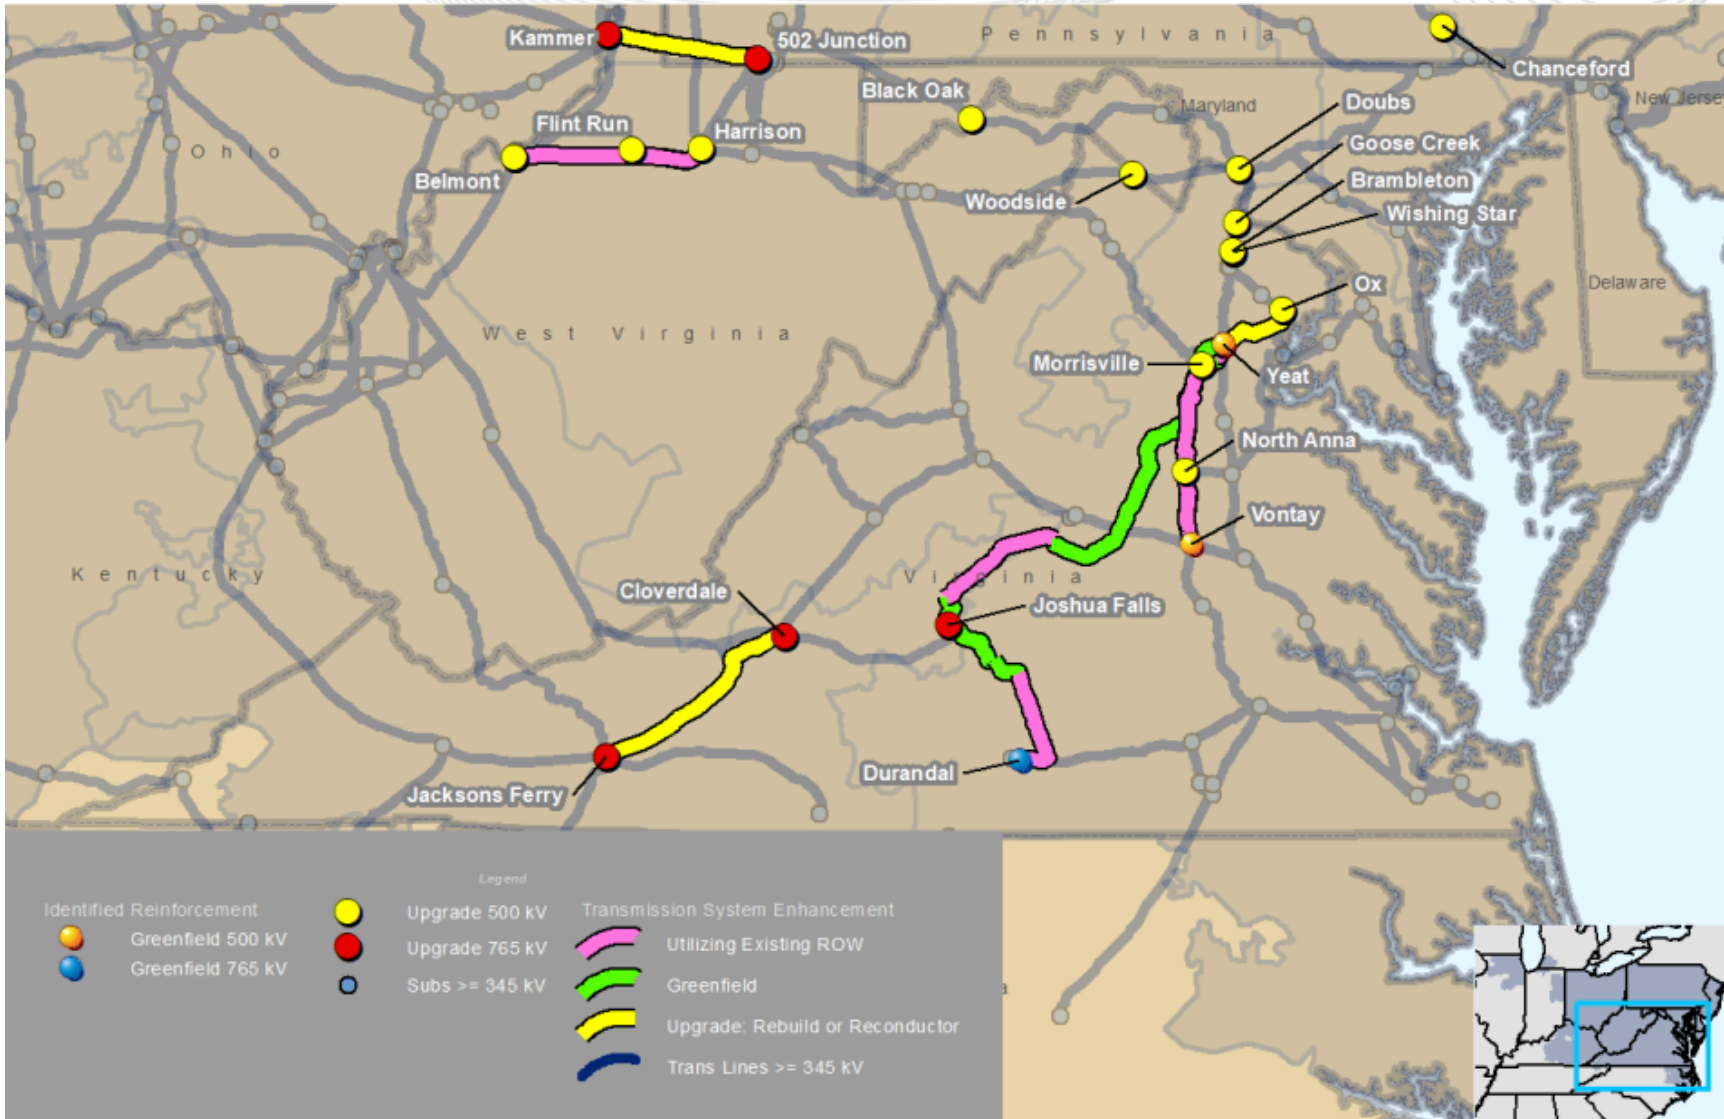 Kammer
502 Junction
Pennsylvania
Chanceford
Black Oak
Maryland
Doubs
New Jersey
Flint Run
Harrison
Ohio
Goose Creek
Belmont
Brambleton
Woodside
Wishing Star
Delaware
Ox
West Virginia
Morrisville
Yeat
North Anna
Vontay
Kentucky
Virginia
Cloverdale
Joshua Falls
Durandal
Jacksons Ferry
Legend
Identified Reinforcement
Greenfield 500 kV
Greenfield 765 kV
Upgrade 500 kV
Upgrade 765 kV
Subs >= 345 kV
Transmission System Enhancement
Utilizing Existing ROW
Greenfield
Upgrade: Rebuild or Reconductor
Trans Lines >= 345 kV